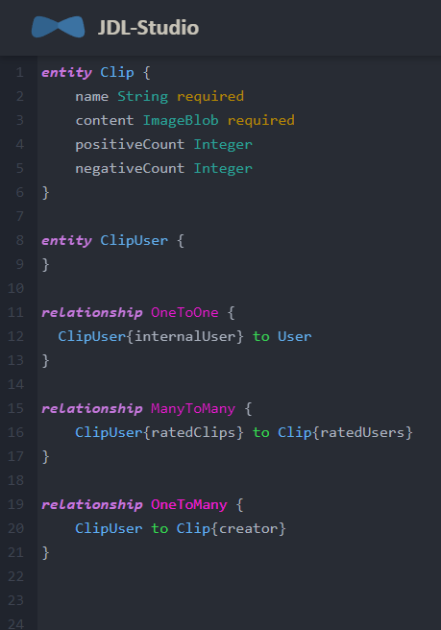 JDL-Studio
1 entity Clip {
2     name String required
3     content ImageBlob required
4     positiveCount Integer
5     negativeCount Integer
6 }
7
8 entity ClipUser {
9 }
10
11 relationship OneToOne {
12   ClipUser{internalUser} to User
13 }
14
15 relationship ManyToMany {
16     ClipUser{ratedClips} to Clip{ratedUsers}
17 }
18
19 relationship OneToMany {
20     ClipUser to Clip{creator}
21 }
22
23
24